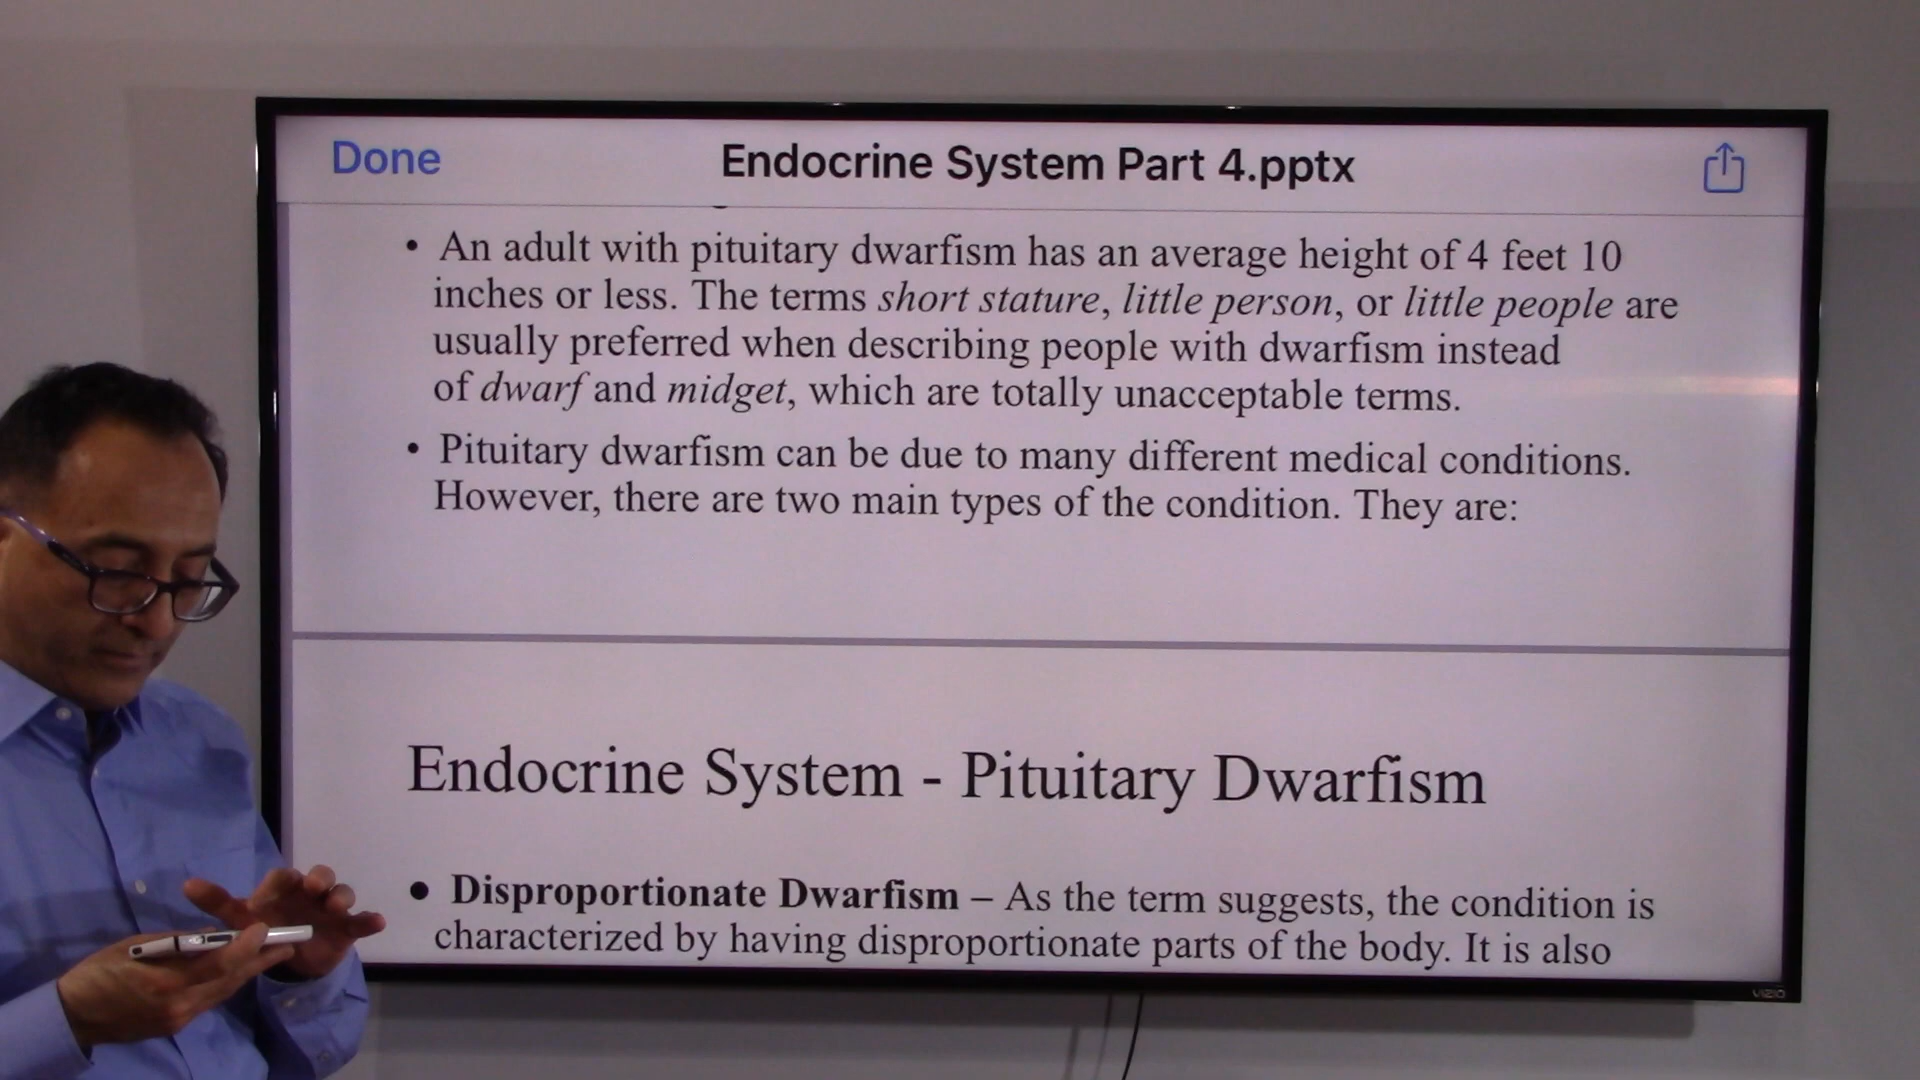 Done
Endocrine System Part 4.pptx
• An adult with pituitary dwarfism has an average height of 4 feet 10
inches or less. The terms short stature, little person, or little people are
usually preferred when describing people with dwarfism instead
of dwarf and midget, which are totally unacceptable terms.
• Pituitary dwarfism can be due to many different medical conditions.
However, there are two main types of the condition. They are:
Endocrine System - Pituitary Dwarfism
• Disproportionate Dwarfism – As the term suggests, the condition is
characterized by having disproportionate parts of the body. It is also
VIZIO